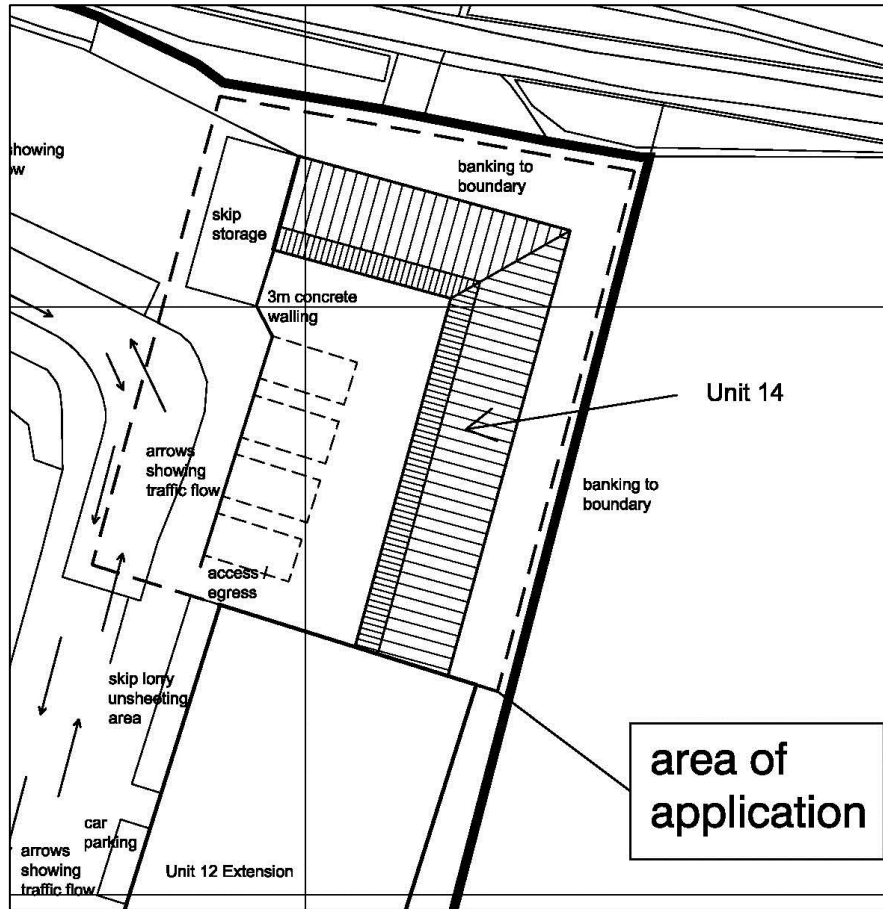 showing
banking to
boundary
skip
storage
3m concrete
walling
Unit 14
arrows
showing
traffic flow
banking to
boundary
access
egress
skip lorry
unsheeting
area
area of
application
car
parking
arrows
showing
traffic flow
Unit 12 Extension